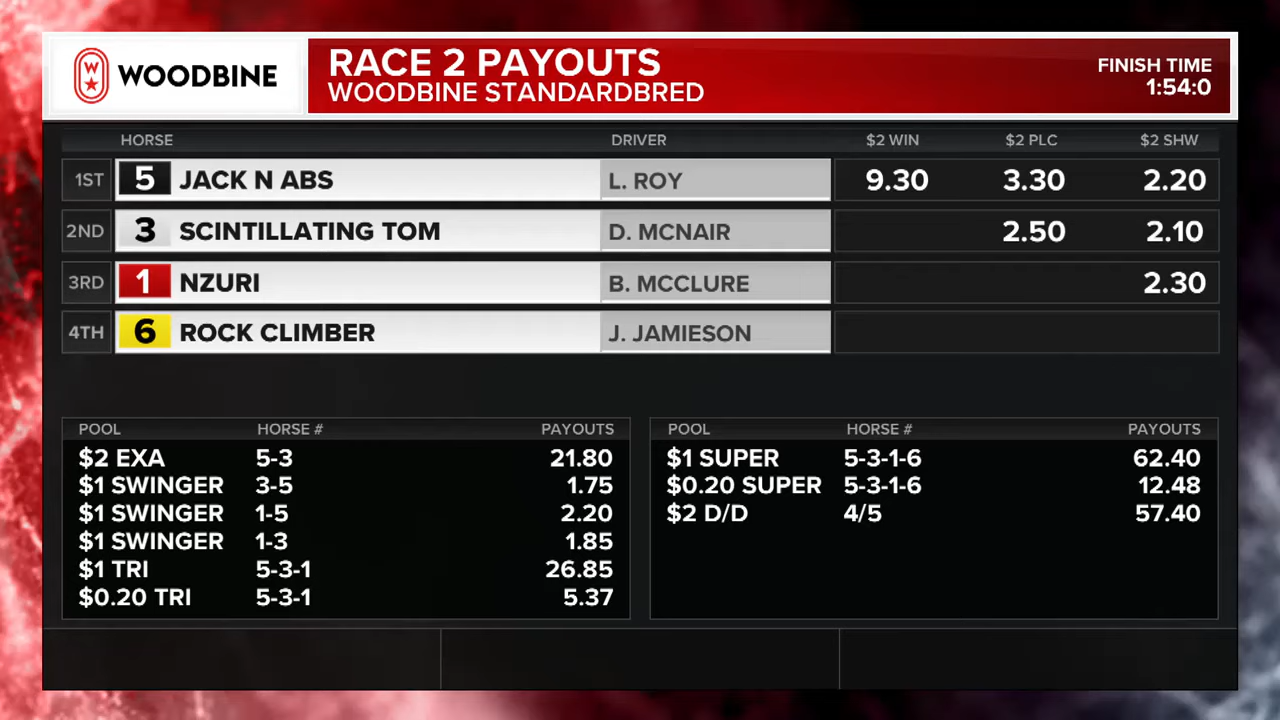 W
WOODBINE
RACE 2 PAYOUTS
WOODBINE STANDARDBRED
FINISH TIME
1:54:0
HORSE DRIVER $2 WIN $2 PLC $2 SHW
1ST 5 JACK N ABS L. ROY 9.30 3.30 2.20
2ND 3 SCINTILLATING TOM D. MCNAIR 2.50 2.10
3RD 1 NZURI B. MCCLURE 2.30
4TH 6 ROCK CLIMBER J. JAMIESON
POOL HORSE # PAYOUTS
$2 EXA 5-3 21.80
$1 SWINGER 3-5 1.75
$1 SWINGER 1-5 2.20
$1 SWINGER 1-3 1.85
$1 TRI 5-3-1 26.85
$0.20 TRI 5-3-1 5.37
POOL HORSE # PAYOUTS
$1 SUPER 5-3-1-6 62.40
$0.20 SUPER 5-3-1-6 12.48
$2 D/D 4/5 57.40